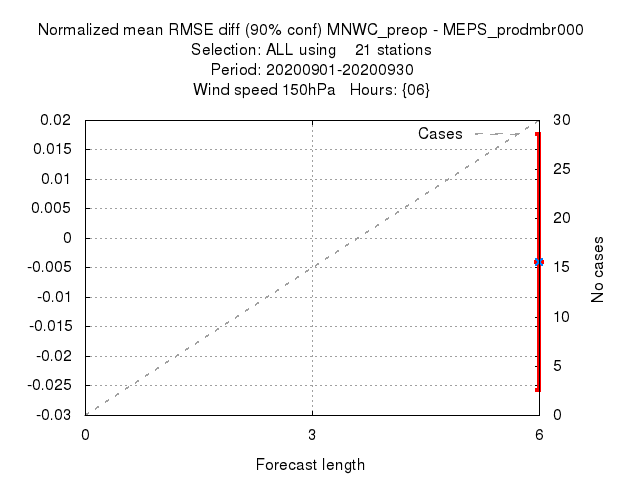 Normalized mean RMSE diff (90% conf) MNWC_preop - MEPS_prodmbr000
Selection: ALL using 21 stations
Period: 20200901-20200930
Wind speed 150hPa Hours: {06}
0.02
0.015
0.01
0.005
0
-0.005
-0.01
-0.015
-0.02
-0.025
-0.03
Cases
30
25
20
15
10
5
0
No cases
0 3 6
Forecast length